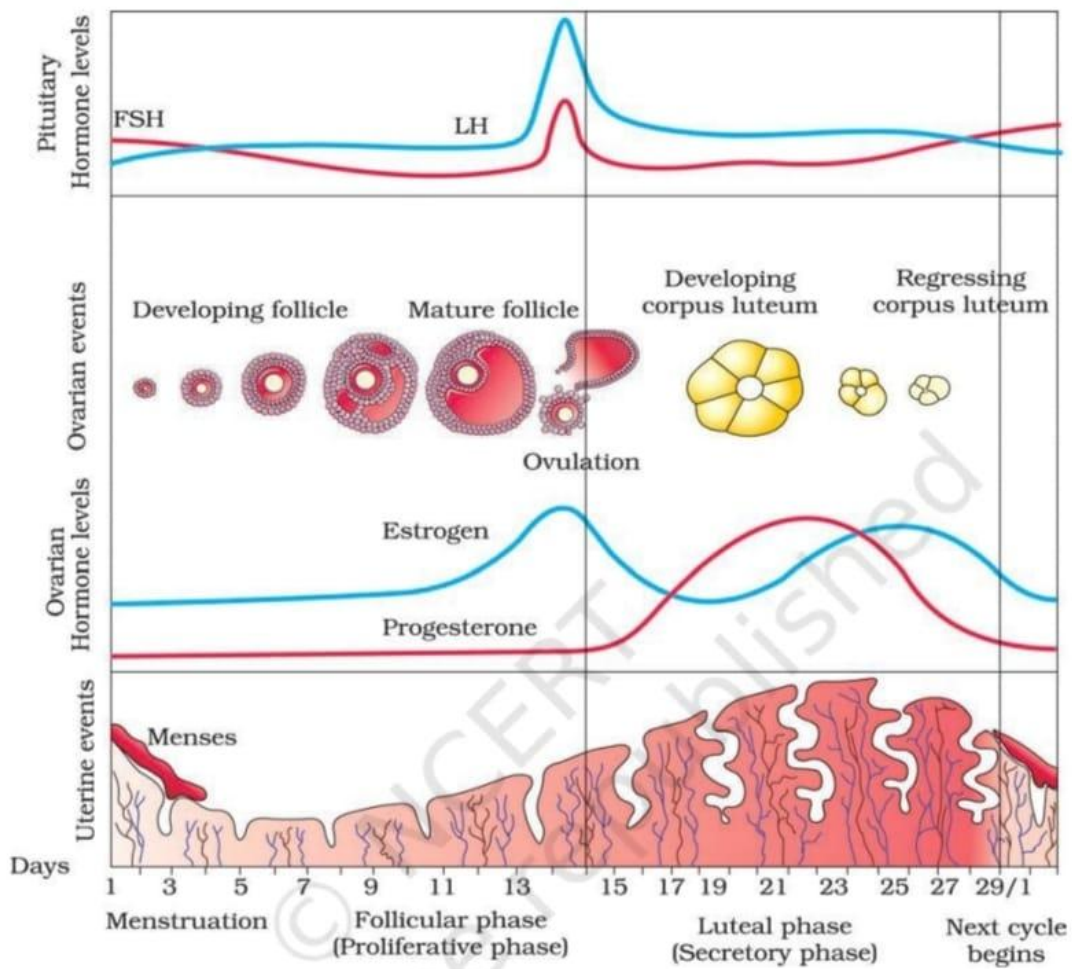 Pituitary
Hormone levels
FSH
LH
Ovarian events
Developing follicle
Mature follicle
Developing
corpus luteum
Regressing
corpus luteum
Ovulation
Ovarian
Hormone levels
Estrogen
Progesterone
Uterine events
Menses
Days
1 3 5 7 9 11 13 15 17 19 21 23 25 27 29/1
Menstruation
Follicular phase
(Proliferative phase)
Luteal phase
(Secretory phase)
Next cycle
begins
© NCERT
republished